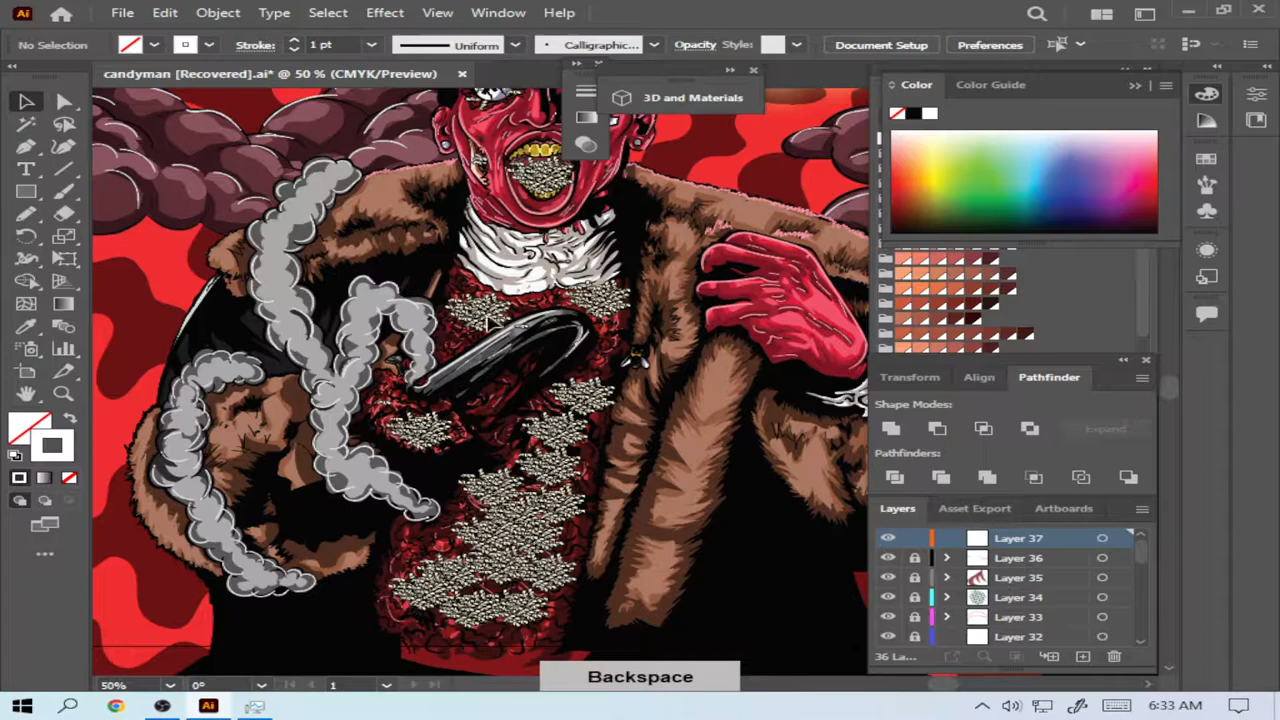 Ai File Edit Object Type Select Effect View Window Help
No Selection Stroke: 1 pt Uniform Calligraphic... Opacity Style: Document Setup Preferences
candyman [Recovered].ai* @ 50 % (CMYK/Preview)
3D and Materials
Color Color Guide
Transform Align Pathfinder
Shape Modes:
Expand
Pathfinders:
Layers Asset Export Artboards
Layer 37
Layer 36
Layer 35
Layer 34
Layer 33
Layer 32
36 La...
Backspace
50% 0° 1
Ai 6:33 AM